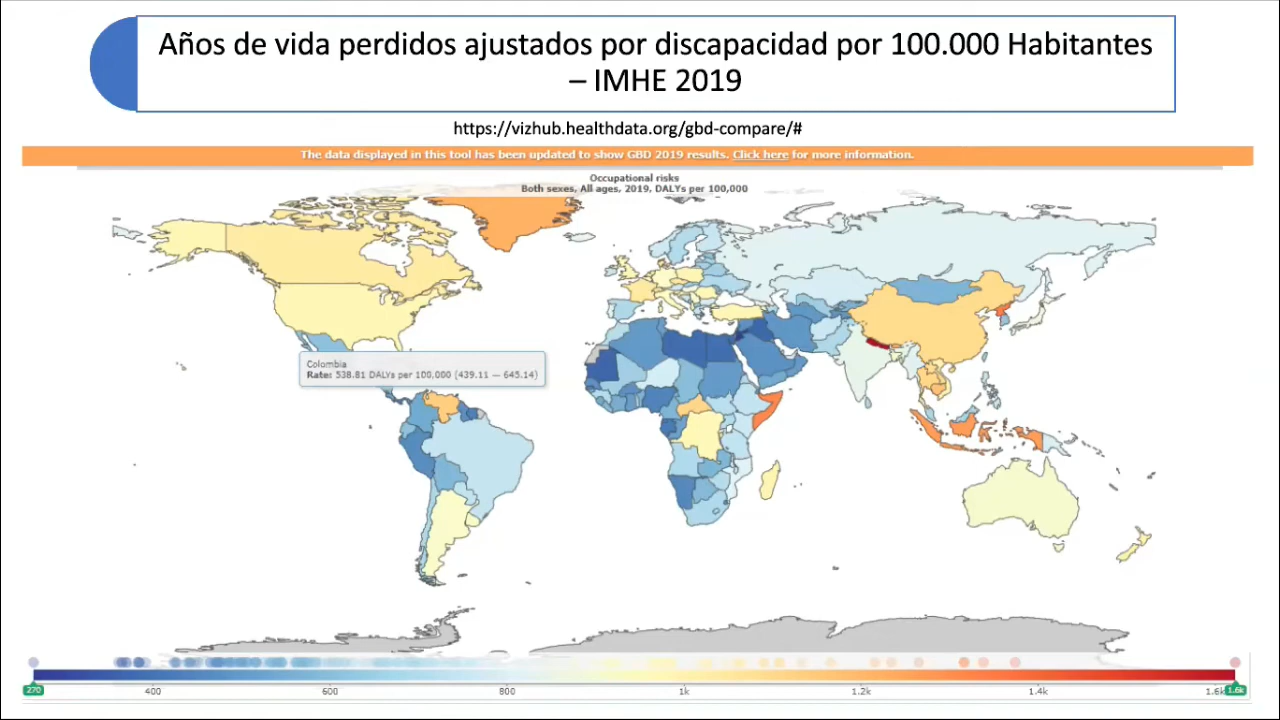 Años de vida perdidos ajustados por discapacidad por 100.000 Habitantes
– IMHE 2019
https://vizhub.healthdata.org/gbd-compare/#
The data displayed in this tool has been updated to show GBD 2019 results. Click here for more information.
Occupational risks
Both sexes, All ages, 2019, DALYs per 100,000
Colombia
Rate: 538.81 DALYs per 100,000 (439.11 — 645.14)
270 400 600 800 1k 1.2k 1.4k 1.6k 1.6k